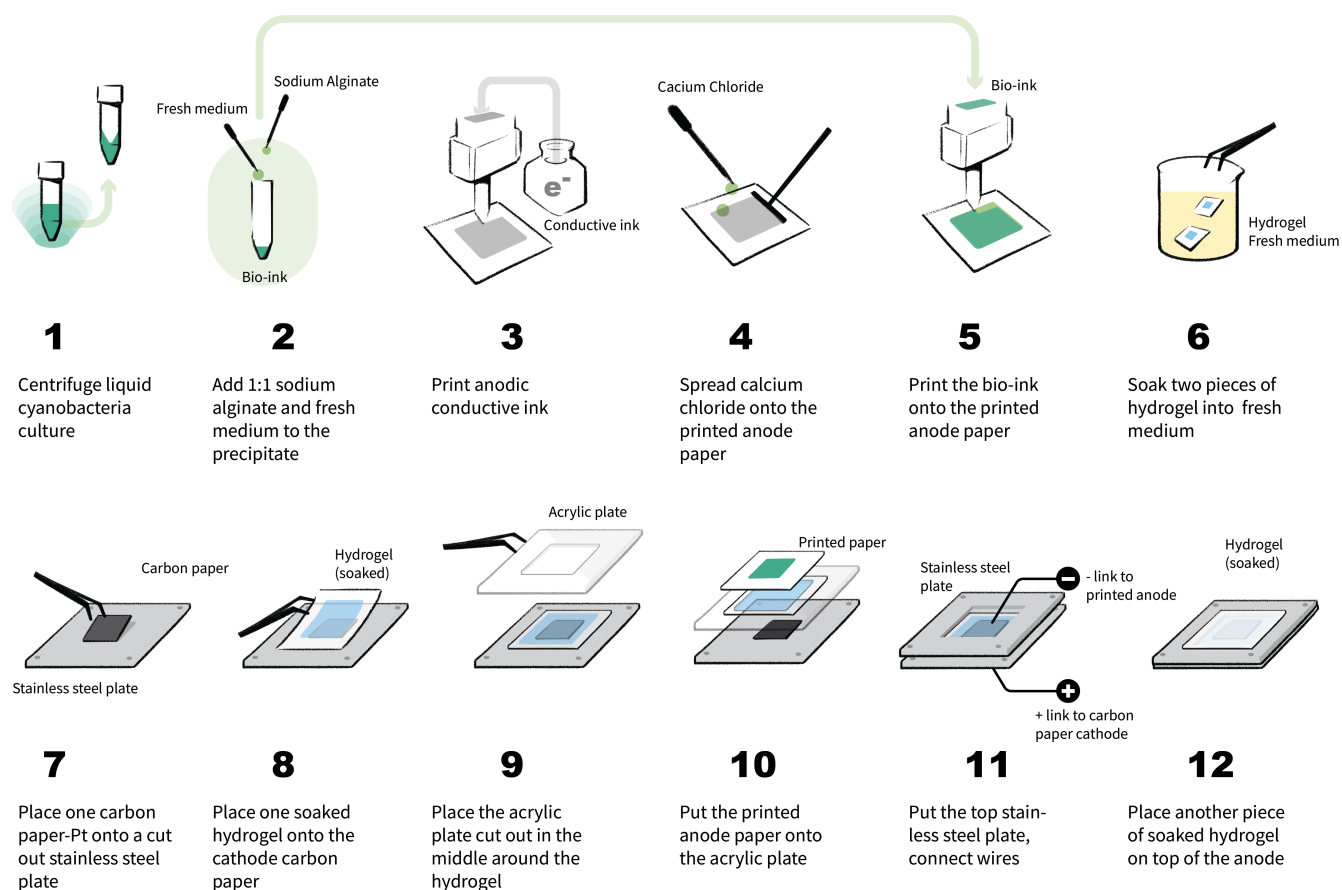 Sodium Alginate
Fresh medium
Bio-ink
e-
Conductive ink
Cacium Chloride
Bio-ink
Hydrogel
Fresh medium
1
Centrifuge liquid
cyanobacteria
culture
2
Add 1:1 sodium
alginate and fresh
medium to the
precipitate
3
Print anodic
conductive ink
4
Spread calcium
chloride onto the
printed anode
paper
5
Print the bio-ink
onto the printed
anode paper
6
Soak two pieces of
hydrogel into fresh
medium
Carbon paper
Stainless steel plate
Hydrogel
(soaked)
Acrylic plate
Printed paper
Stainless steel
plate
- link to
printed anode
+ link to carbon
paper cathode
Hydrogel
(soaked)
7
Place one carbon
paper-Pt onto a cut
out stainless steel
plate
8
Place one soaked
hydrogel onto the
cathode carbon
paper
9
Place the acrylic
plate cut out in the
middle around the
hydrogel
10
Put the printed
anode paper onto
the acrylic plate
11
Put the top stain-
less steel plate,
connect wires
12
Place another piece
of soaked hydrogel
on top of the anode